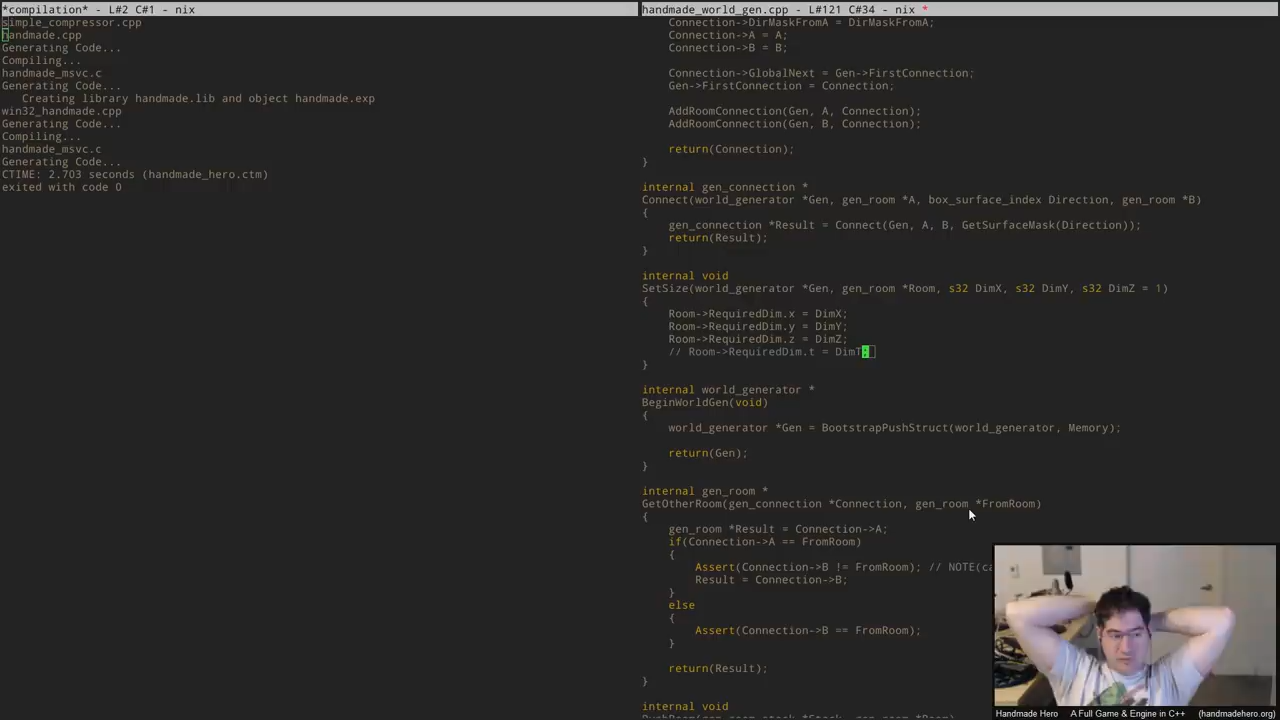 *compilation* - L#2 C#1 - nix
simple_compressor.cpp
handmade.cpp
Generating Code...
Compiling...
handmade_msvc.c
Generating Code...
Creating library handmade.lib and object handmade.exp
win32_handmade.cpp
Generating Code...
Compiling...
handmade_msvc.c
Generating Code...
CTIME: 2.703 seconds (handmade_hero.ctm)
exited with code 0
handmade_world_gen.cpp - L#121 C#34 - nix *
Connection->DirMaskFromA = DirMaskFromA;
Connection->A = A;
Connection->B = B;
Connection->GlobalNext = Gen->FirstConnection;
Gen->FirstConnection = Connection;
AddRoomConnection(Gen, A, Connection);
AddRoomConnection(Gen, B, Connection);
return(Connection);
}
internal gen_connection *
Connect(world_generator *Gen, gen_room *A, box_surface_index Direction, gen_room *B)
{
gen_connection *Result = Connect(Gen, A, B, GetSurfaceMask(Direction));
return(Result);
}
internal void
SetSize(world_generator *Gen, gen_room *Room, s32 DimX, s32 DimY, s32 DimZ = 1)
{
Room->RequiredDim.x = DimX;
Room->RequiredDim.y = DimY;
Room->RequiredDim.z = DimZ;
// Room->RequiredDim.t = DimT;
}
internal world_generator *
BeginWorldGen(void)
{
world_generator *Gen = BootstrapPushStruct(world_generator, Memory);
return(Gen);
}
internal gen_room *
GetOtherRoom(gen_connection *Connection, gen_room *FromRoom)
{
gen_room *Result = Connection->A;
if(Connection->A == FromRoom)
{
Assert(Connection->B != FromRoom); // NOTE(ca
Result = Connection->B;
}
else
{
Assert(Connection->B == FromRoom);
}
return(Result);
}
internal void
Handmade Hero A Full Game & Engine in C++ (handmadehero.org)